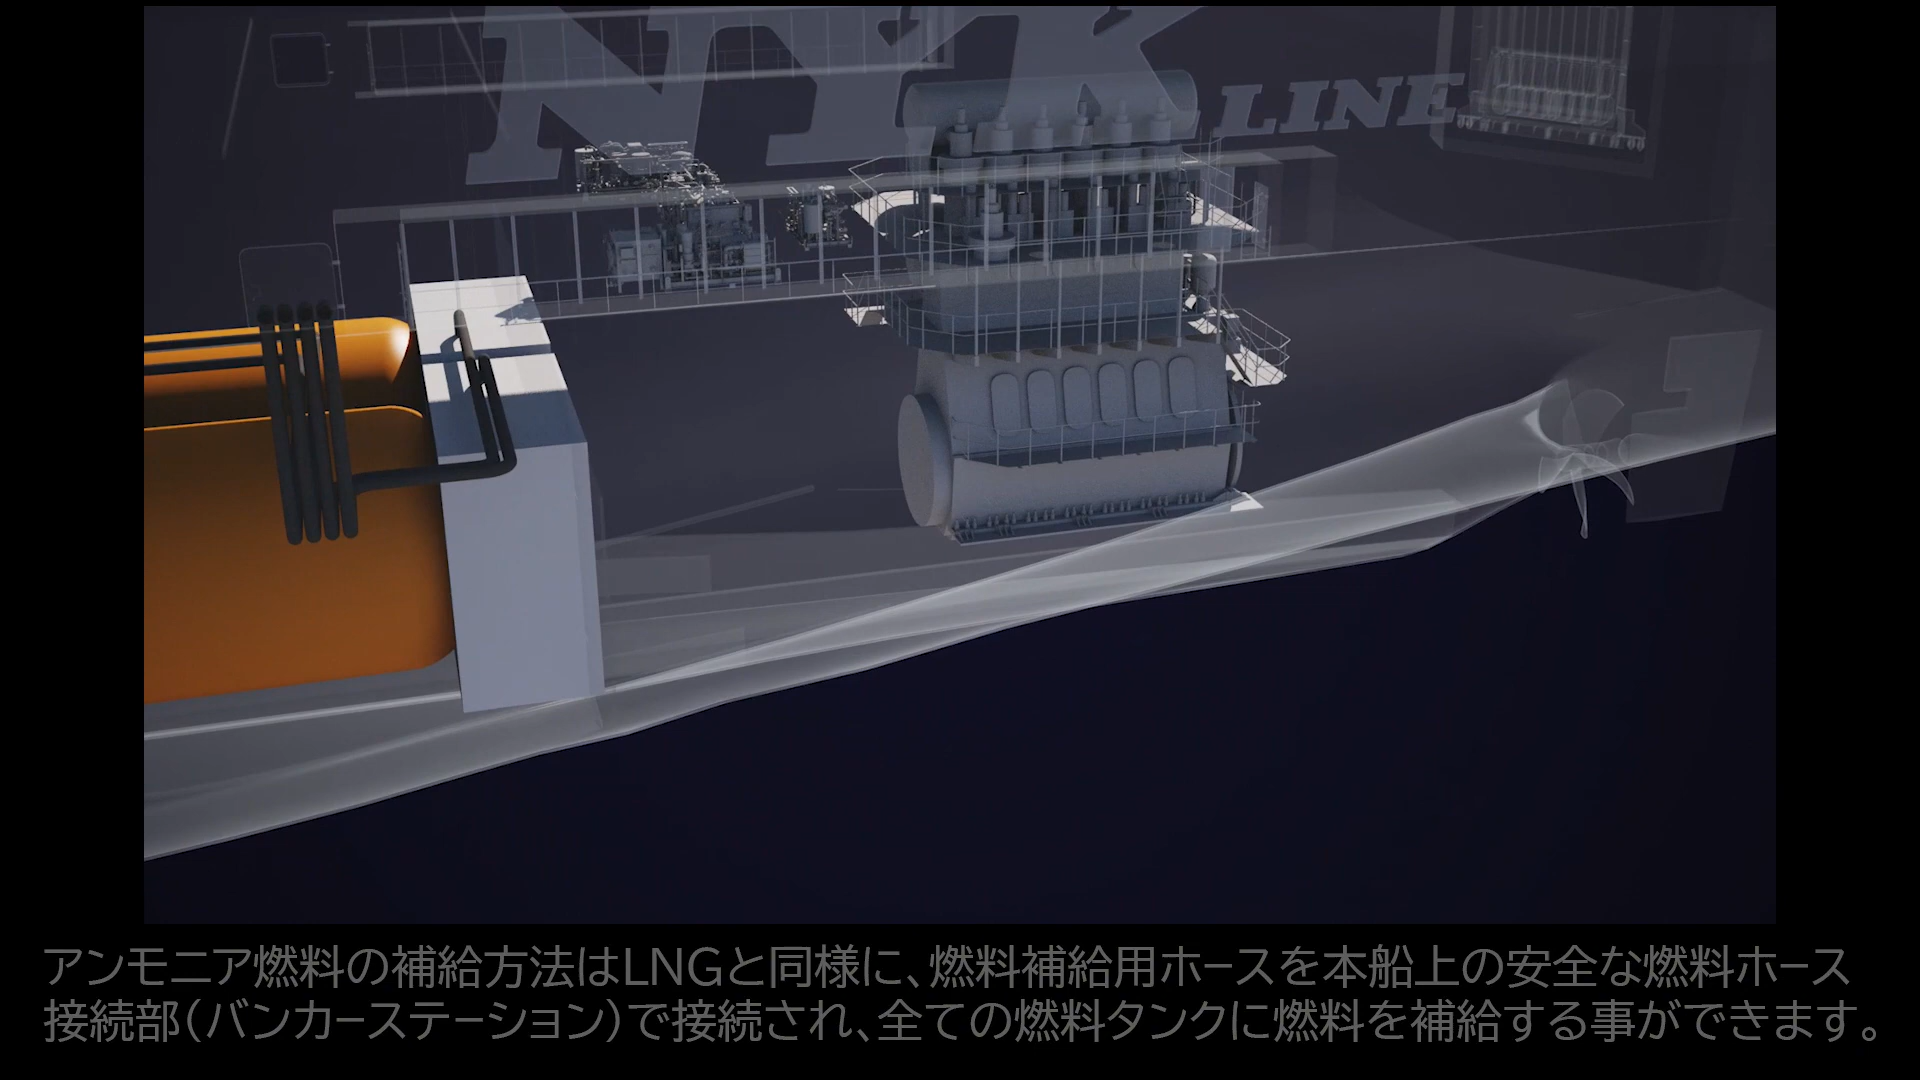 NYK LINE
アンモニア燃料の補給方法はLNGと同様に、燃料補給用ホースを本船上の安全な燃料ホース
接続部（バンカーステーション）で接続され、全ての燃料タンクに燃料を補給する事ができます。